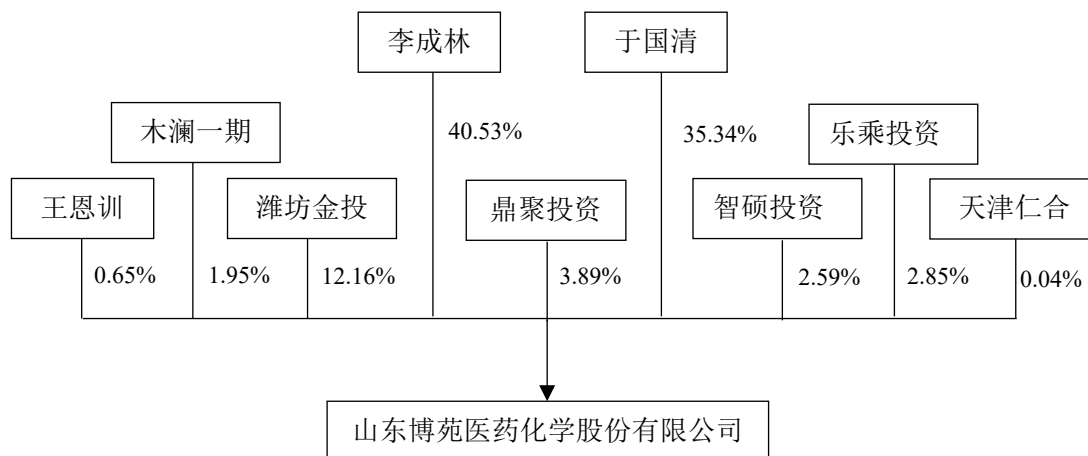 李成林
于国清
木澜一期
40.53%
35.34%
乐乘投资
王恩训
潍坊金投
鼎聚投资
智硕投资
天津仁合
0.65%
1.95%
12.16%
3.89%
2.59%
2.85%
0.04%
山东博苑医药化学股份有限公司